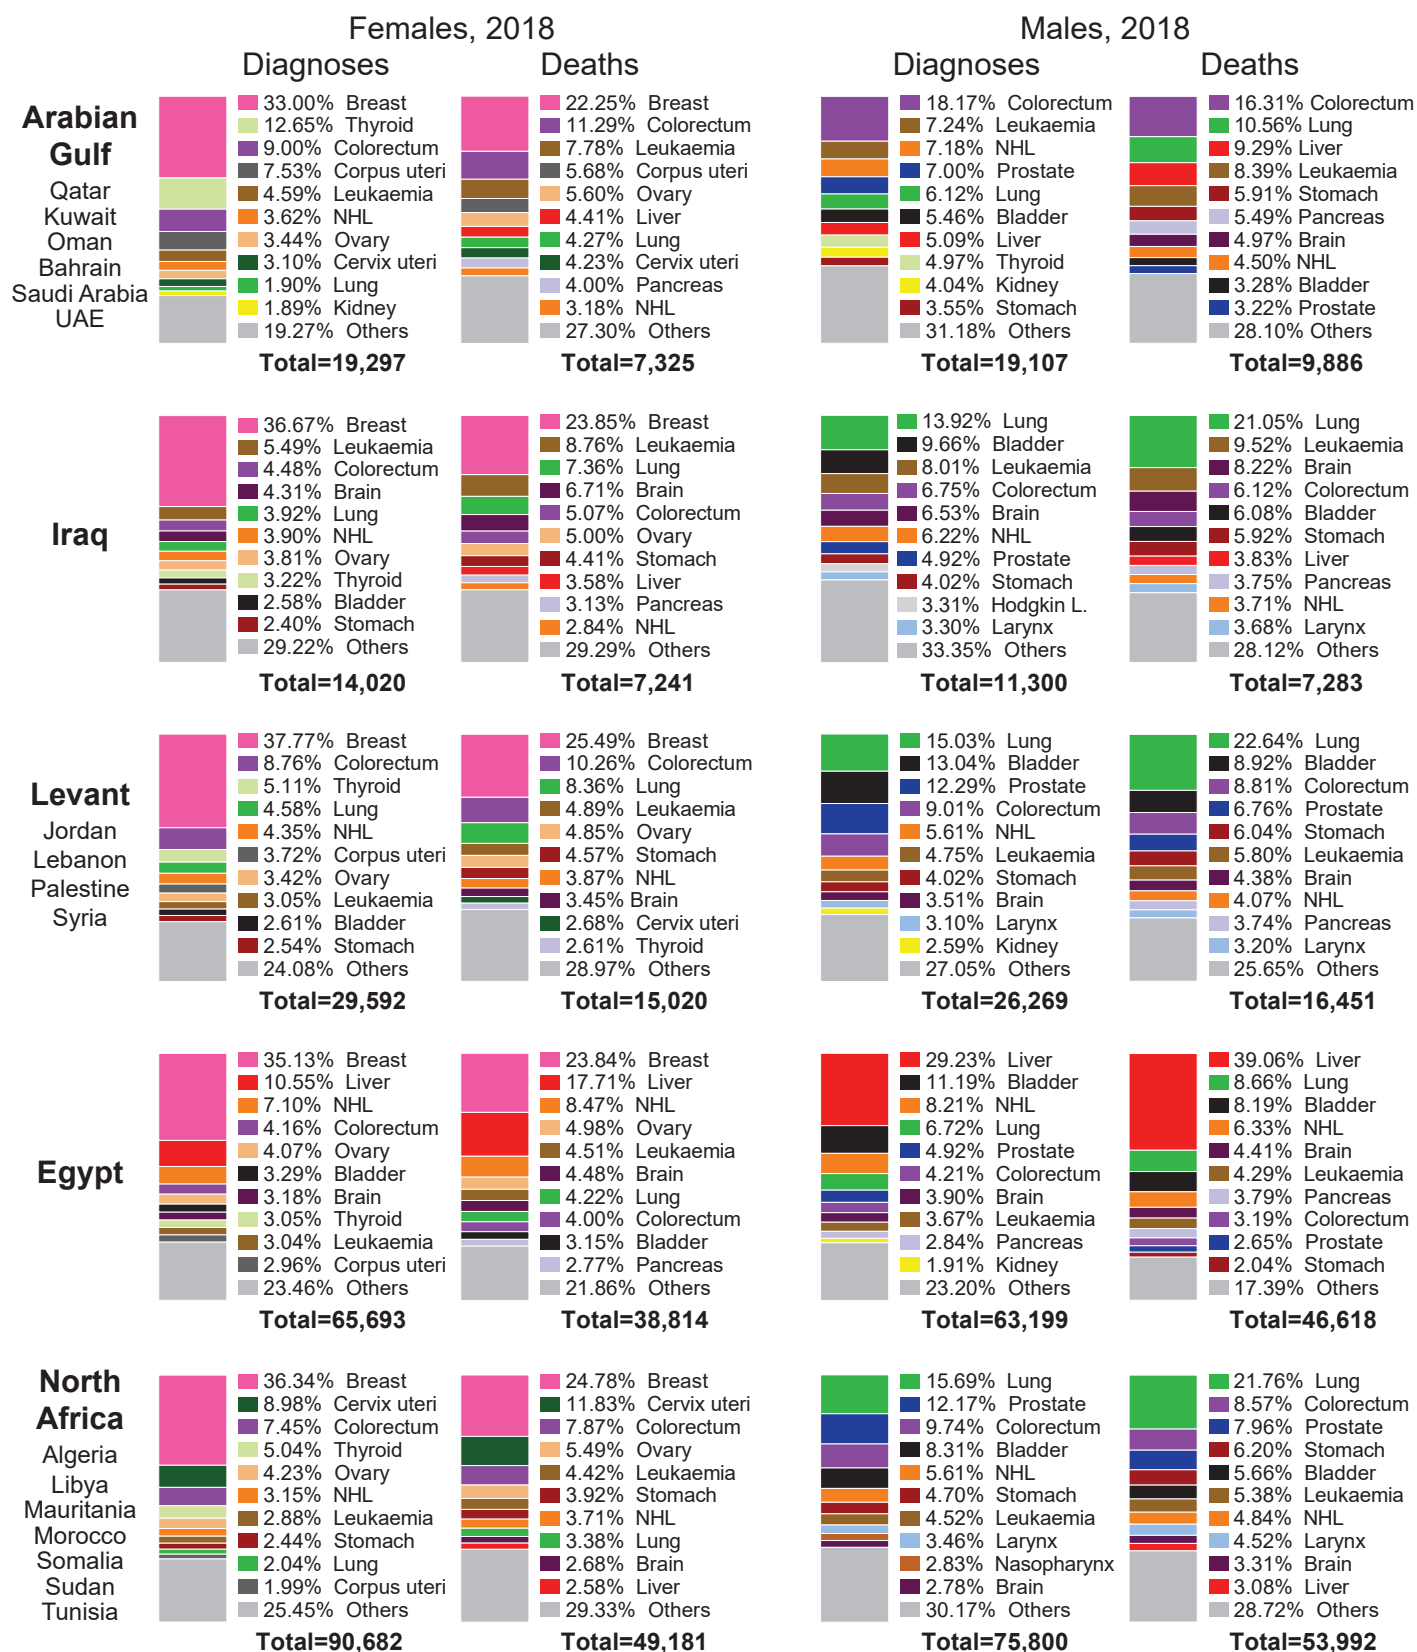 Females, 2018
Males, 2018
Diagnoses
Deaths
Diagnoses
Deaths
Arabian
Gulf
Qatar
Kuwait
Oman
Bahrain
Saudi Arabia
UAE
33.00% Breast
12.65% Thyroid
9.00% Colorectum
7.53% Corpus uteri
4.59% Leukaemia
3.62% NHL
3.44% Ovary
3.10% Cervix uteri
1.90% Lung
1.89% Kidney
19.27% Others
Total=19,297
22.25% Breast
11.29% Colorectum
7.78% Leukaemia
5.68% Corpus uteri
5.60% Ovary
4.41% Liver
4.27% Lung
4.23% Cervix uteri
4.00% Pancreas
3.18% NHL
27.30% Others
Total=7,325
18.17% Colorectum
7.24% Leukaemia
7.18% NHL
7.00% Prostate
6.12% Lung
5.46% Bladder
5.09% Liver
4.97% Thyroid
4.04% Kidney
3.55% Stomach
31.18% Others
Total=19,107
16.31% Colorectum
10.56% Lung
9.29% Liver
8.39% Leukaemia
5.91% Stomach
5.49% Pancreas
4.97% Brain
4.50% NHL
3.28% Bladder
3.22% Prostate
28.10% Others
Total=9,886
Iraq
36.67% Breast
5.49% Leukaemia
4.48% Colorectum
4.31% Brain
3.92% Lung
3.90% NHL
3.81% Ovary
3.22% Thyroid
2.58% Bladder
2.40% Stomach
29.22% Others
Total=14,020
23.85% Breast
8.76% Leukaemia
7.36% Lung
6.71% Brain
5.07% Colorectum
5.00% Ovary
4.41% Stomach
3.58% Liver
3.13% Pancreas
2.84% NHL
29.29% Others
Total=7,241
13.92% Lung
9.66% Bladder
8.01% Leukaemia
6.75% Colorectum
6.53% Brain
6.22% NHL
4.92% Prostate
4.02% Stomach
3.31% Hodgkin L.
3.30% Larynx
33.35% Others
Total=11,300
21.05% Lung
9.52% Leukaemia
8.22% Brain
6.12% Colorectum
6.08% Bladder
5.92% Stomach
3.83% Liver
3.75% Pancreas
3.71% NHL
3.68% Larynx
28.12% Others
Total=7,283
Levant
Jordan
Lebanon
Palestine
Syria
37.77% Breast
8.76% Colorectum
5.11% Thyroid
4.58% Lung
4.35% NHL
3.72% Corpus uteri
3.42% Ovary
3.05% Leukaemia
2.61% Bladder
2.54% Stomach
24.08% Others
Total=29,592
25.49% Breast
10.26% Colorectum
8.36% Lung
4.89% Leukaemia
4.85% Ovary
4.57% Stomach
3.87% NHL
3.45% Brain
2.68% Cervix uteri
2.61% Thyroid
28.97% Others
Total=15,020
15.03% Lung
13.04% Bladder
12.29% Prostate
9.01% Colorectum
5.61% NHL
4.75% Leukaemia
4.02% Stomach
3.51% Brain
3.10% Larynx
2.59% Kidney
27.05% Others
Total=26,269
22.64% Lung
8.92% Bladder
8.81% Colorectum
6.76% Prostate
6.04% Stomach
5.80% Leukaemia
4.38% Brain
4.07% NHL
3.74% Pancreas
3.20% Larynx
25.65% Others
Total=16,451
Egypt
35.13% Breast
10.55% Liver
7.10% NHL
4.16% Colorectum
4.07% Ovary
3.29% Bladder
3.18% Brain
3.05% Thyroid
3.04% Leukaemia
2.96% Corpus uteri
23.46% Others
Total=65,693
23.84% Breast
17.71% Liver
8.47% NHL
4.98% Ovary
4.51% Leukaemia
4.48% Brain
4.22% Lung
4.00% Colorectum
3.15% Bladder
2.77% Pancreas
21.86% Others
Total=38,814
29.23% Liver
11.19% Bladder
8.21% NHL
6.72% Lung
4.92% Prostate
4.21% Colorectum
3.90% Brain
3.67% Leukaemia
2.84% Pancreas
1.91% Kidney
23.20% Others
Total=63,199
39.06% Liver
8.66% Lung
8.19% Bladder
6.33% NHL
4.41% Brain
4.29% Leukaemia
3.79% Pancreas
3.19% Colorectum
2.65% Prostate
2.04% Stomach
17.39% Others
Total=46,618
North
Africa
Algeria
Libya
Mauritania
Morocco
Somalia
Sudan
Tunisia
36.34% Breast
8.98% Cervix uteri
7.45% Colorectum
5.04% Thyroid
4.23% Ovary
3.15% NHL
2.88% Leukaemia
2.44% Stomach
2.04% Lung
1.99% Corpus uteri
25.45% Others
Total=90,682
24.78% Breast
11.83% Cervix uteri
7.87% Colorectum
5.49% Ovary
4.42% Leukaemia
3.92% Stomach
3.71% NHL
3.38% Lung
2.68% Brain
2.58% Liver
29.33% Others
Total=49,181
15.69% Lung
12.17% Prostate
9.74% Colorectum
8.31% Bladder
5.61% NHL
4.70% Stomach
4.52% Leukaemia
3.46% Larynx
2.83% Nasopharynx
2.78% Brain
30.17% Others
Total=75,800
21.76% Lung
8.57% Colorectum
7.96% Prostate
6.20% Stomach
5.66% Bladder
5.38% Leukaemia
4.84% NHL
4.52% Larynx
3.31% Brain
3.08% Liver
28.72% Others
Total=53,992